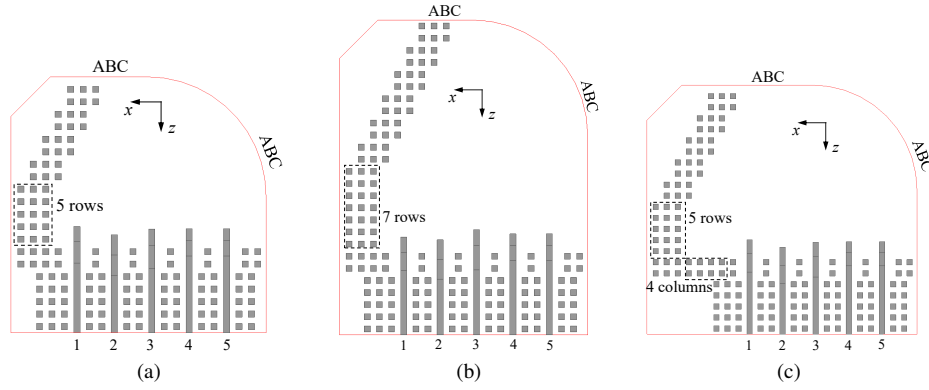 ABC
ABC
x
z
5 rows
1 2 3 4 5
(a)
ABC
ABC
x
z
7 rows
1 2 3 4 5
(b)
ABC
ABC
x
z
5 rows
4 columns
1 2 3 4 5
(c)